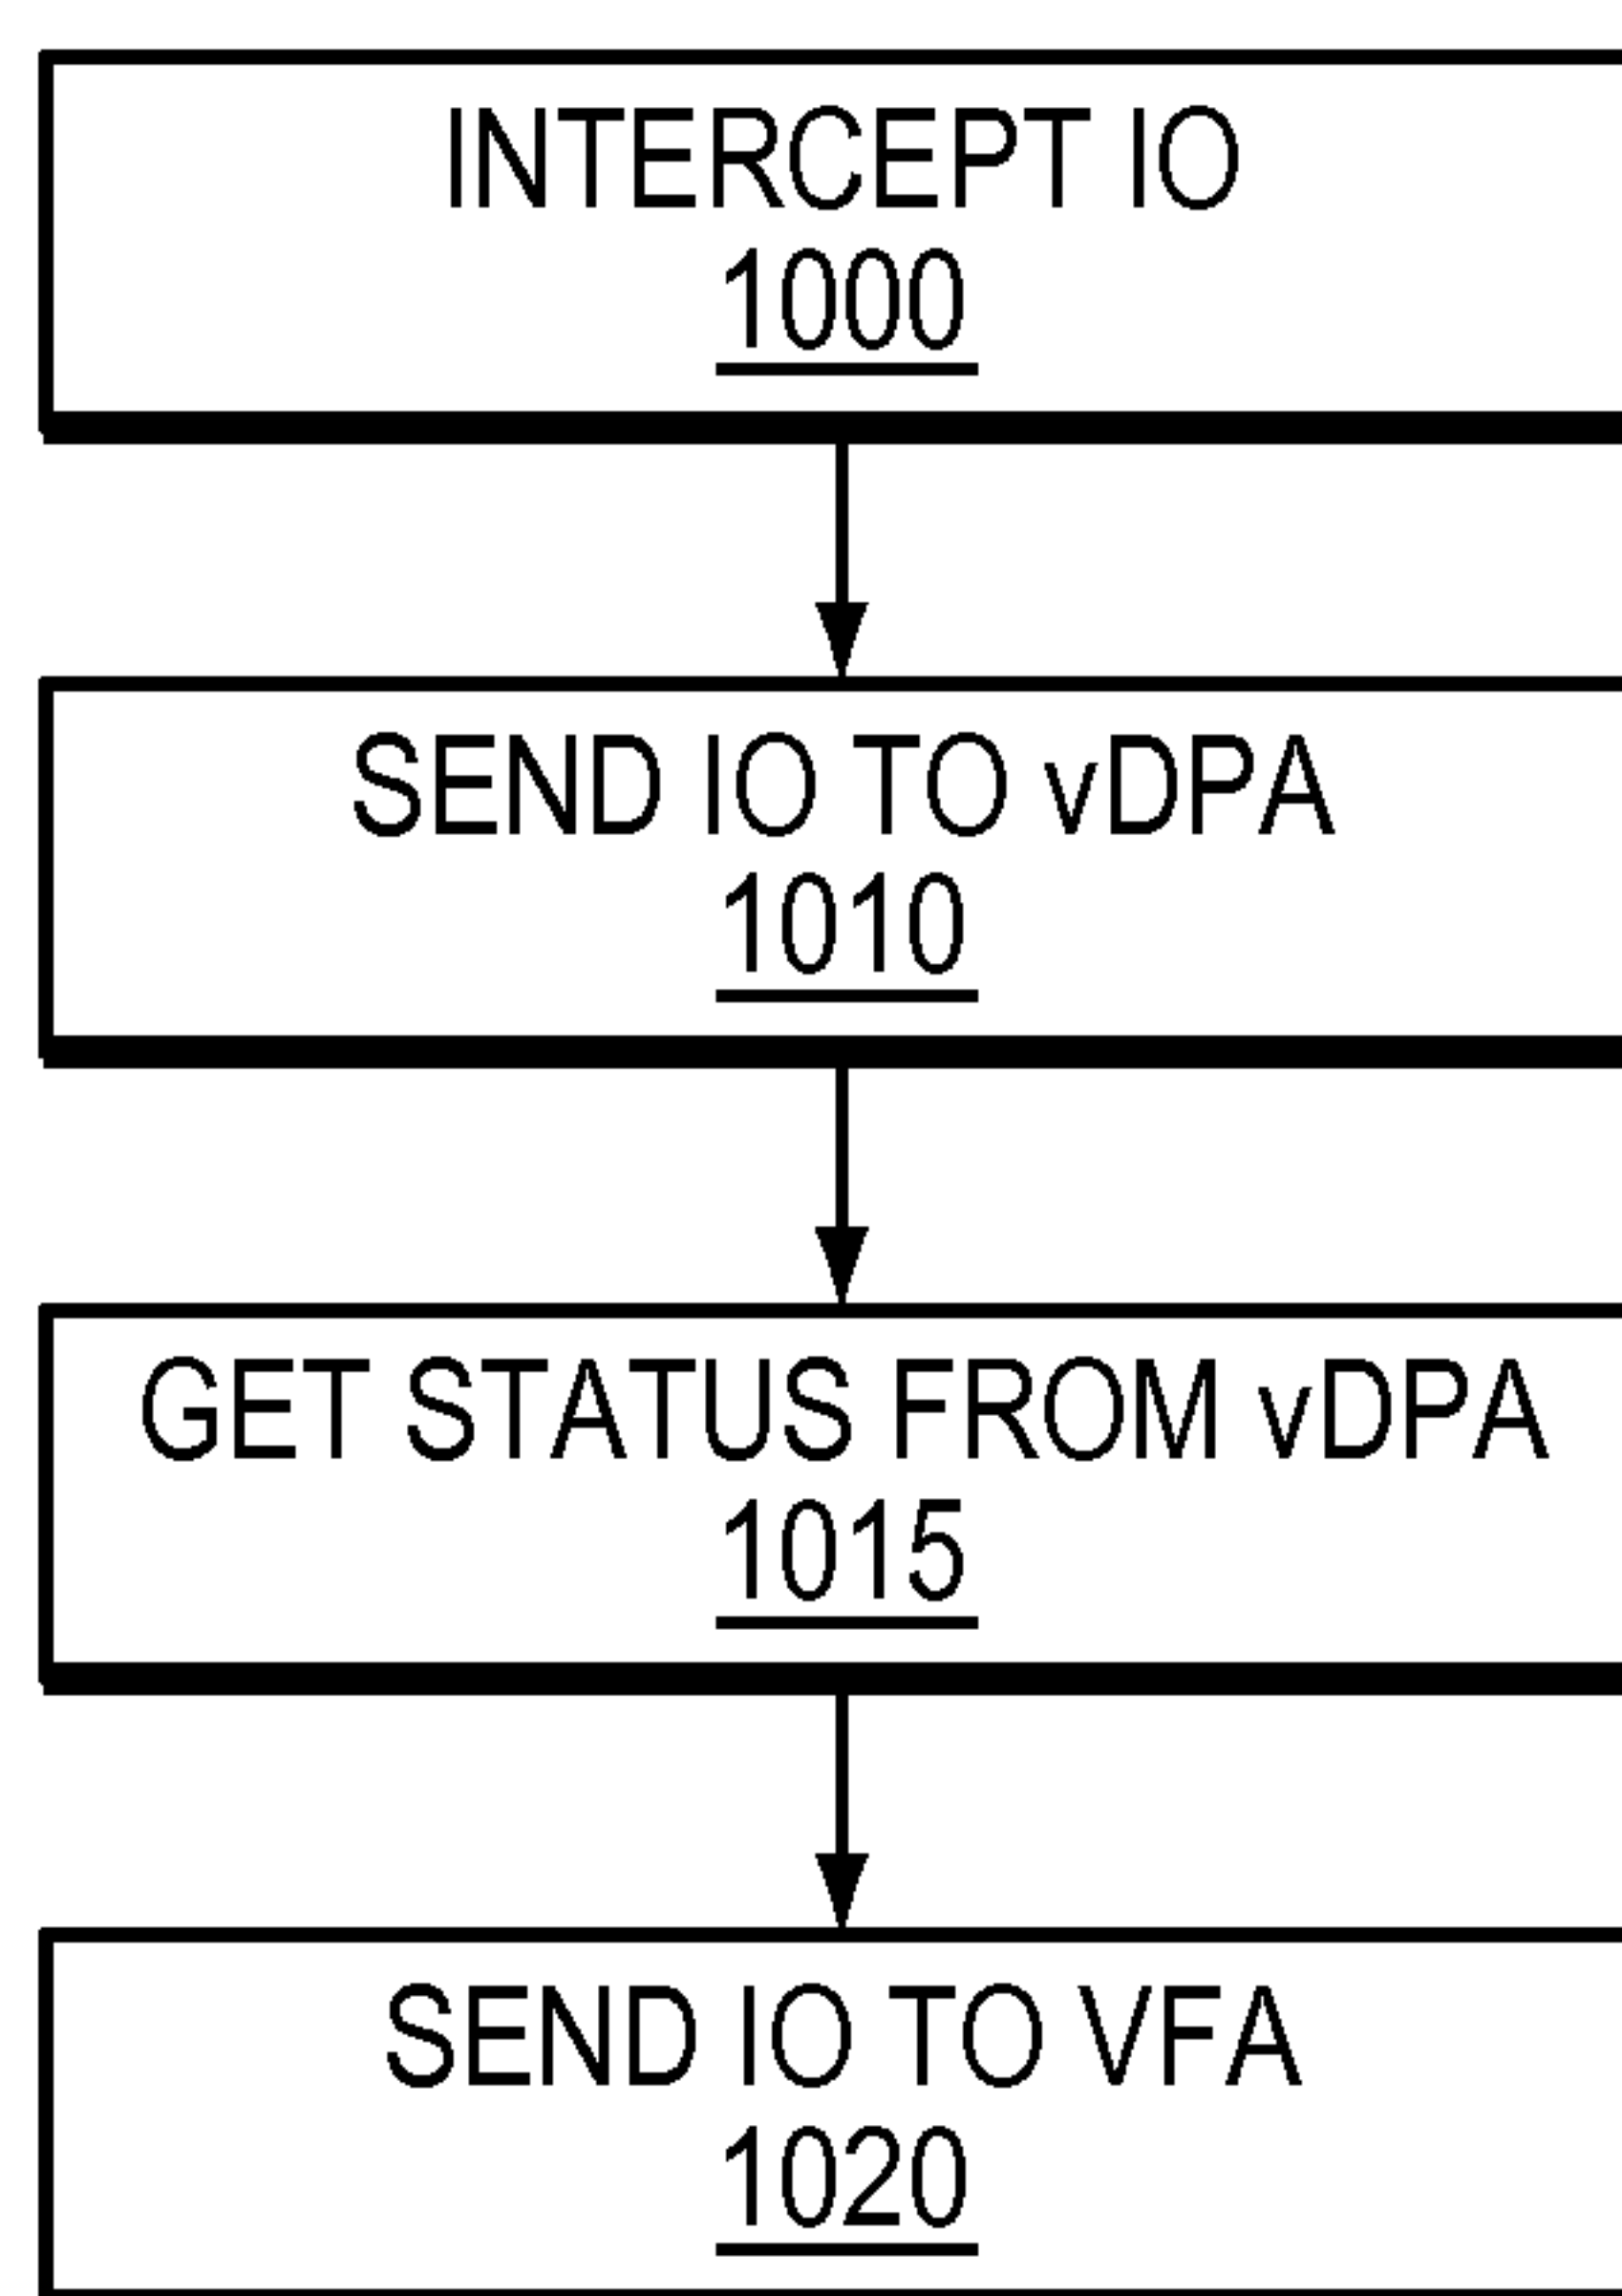 INTERCEPT IO
1000
SEND IO TO vDPA
1010
GET STATUS FROM vDPA
1015
SEND IO TO VFA
1020